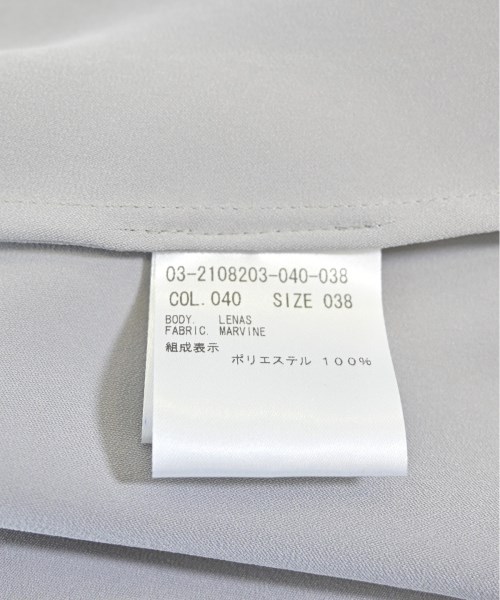 03-2108203-040-038
COL.040 SIZE 038
BODY. LENAS
FABRIC. MARVINE
組成表示
ポリエステル 100%